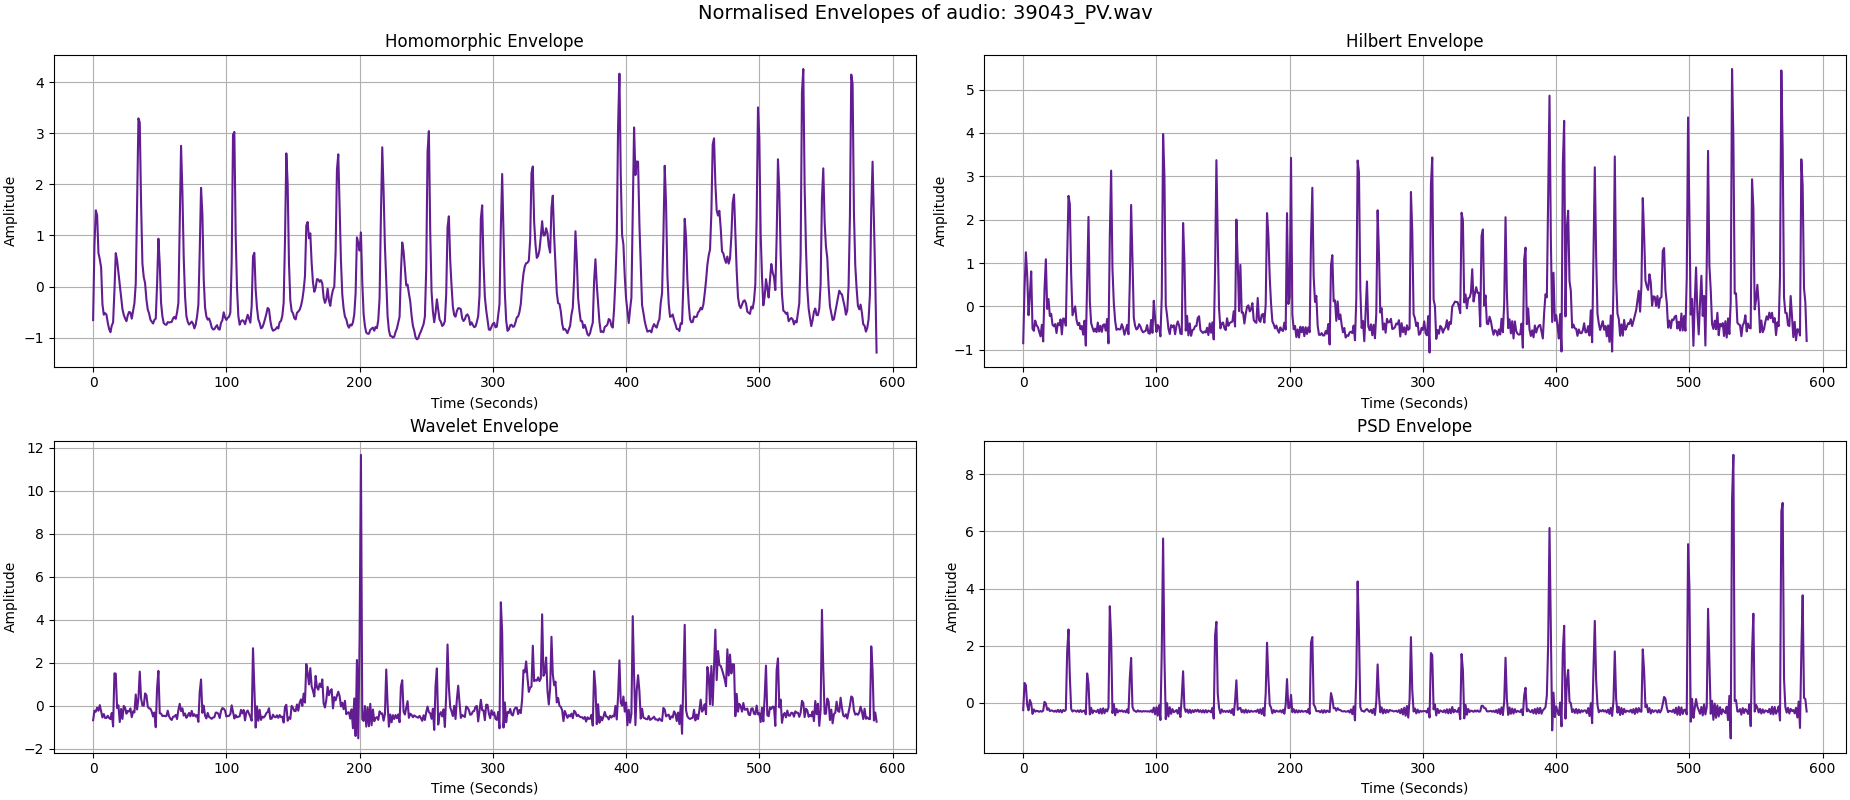 Normalised Envelopes of audio: 39043_PV.wav
Homomorphic Envelope
Amplitude
4
3
2
1
0
−1
0 100 200 300 400 500 600
Time (Seconds)
Hilbert Envelope
Amplitude
5
4
3
2
1
0
−1
0 100 200 300 400 500 600
Time (Seconds)
Wavelet Envelope
Amplitude
12
10
8
6
4
2
0
−2
0 100 200 300 400 500 600
Time (Seconds)
PSD Envelope
Amplitude
8
6
4
2
0
0 100 200 300 400 500 600
Time (Seconds)